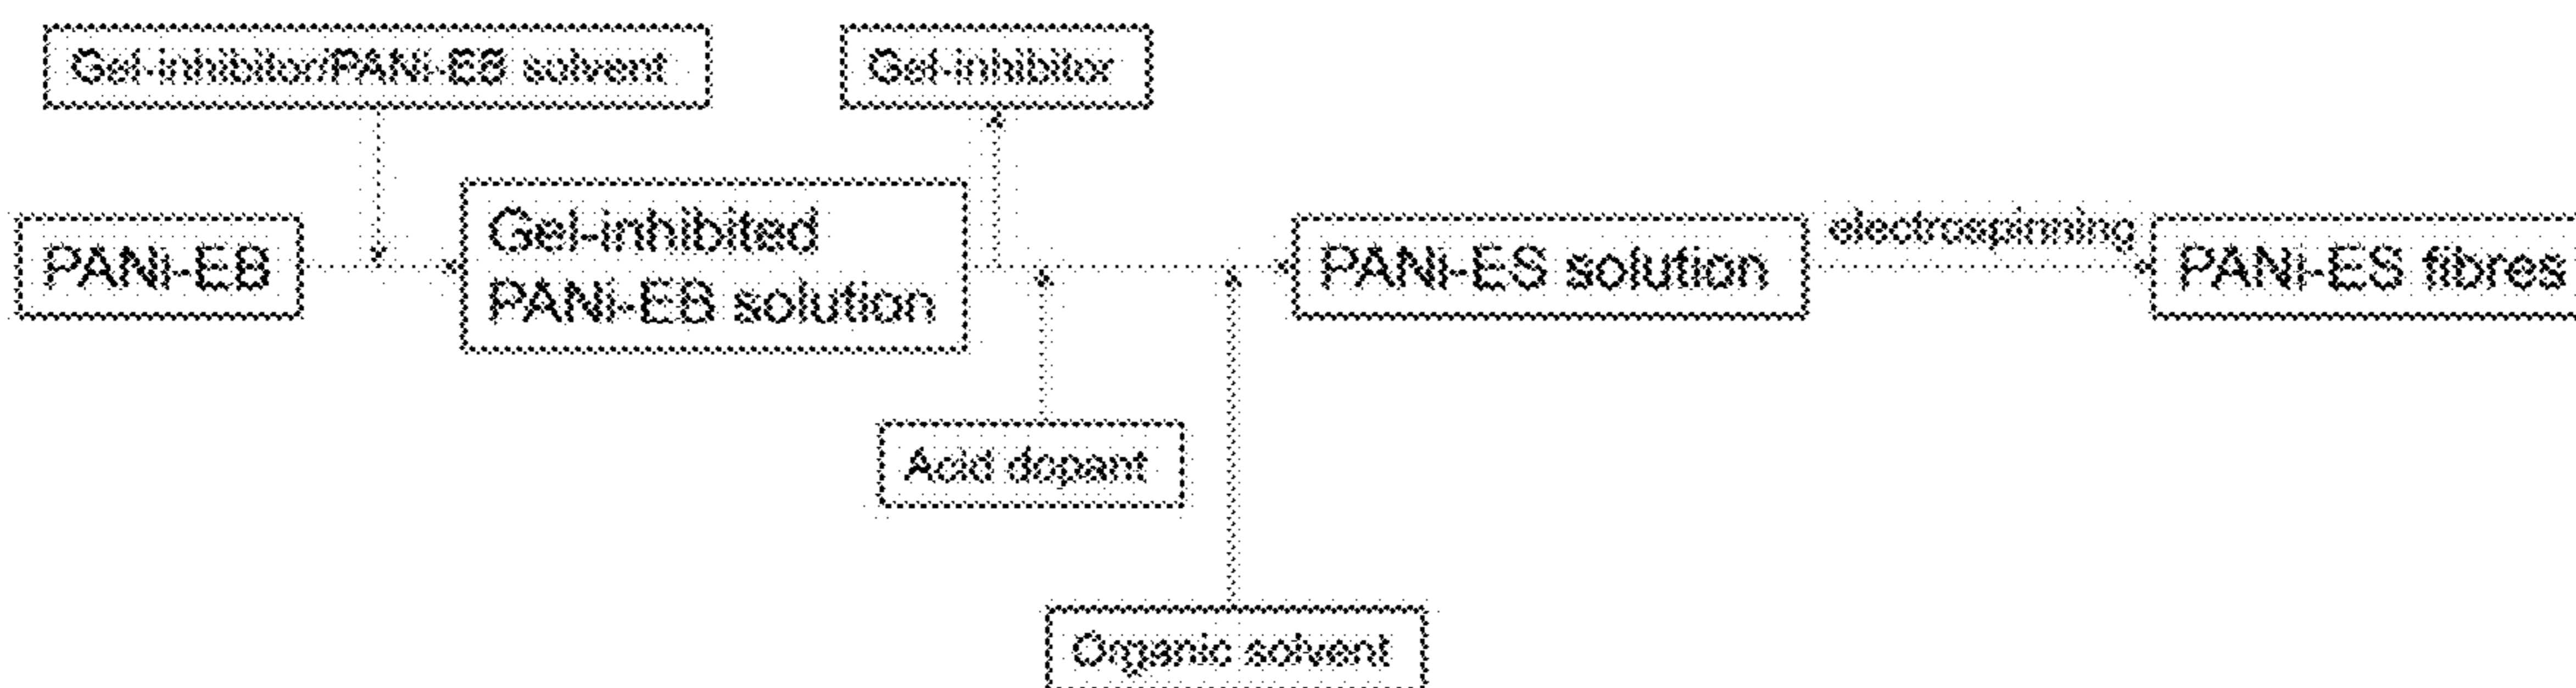 Gel-inhibitor/PANi-ES solvent
Gel-inhibitor
PANi-EB
Gel-inhibited
PANi-EB solution
PANi-ES solution
electrospinning
PANi-ES fibres
Acid dopant
Organic solvent